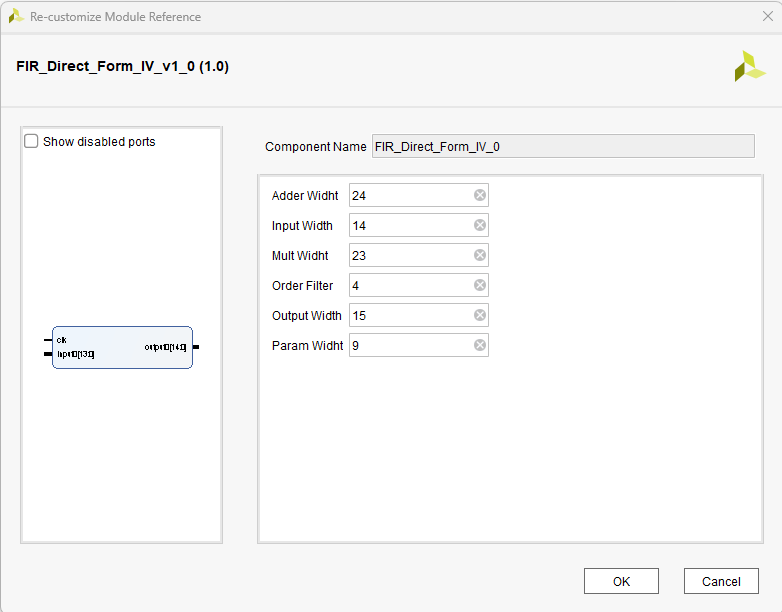 Re-customize Module Reference
FIR_Direct_Form_IV_v1_0 (1.0)
Show disabled ports
Component Name FIR_Direct_Form_IV_0
Adder Widht 24
Input Width 14
Mult Widht 23
Order Filter 4
Output Width 15
Param Widht 9
clk
input0[13:0]
output0[14:0]
OK
Cancel